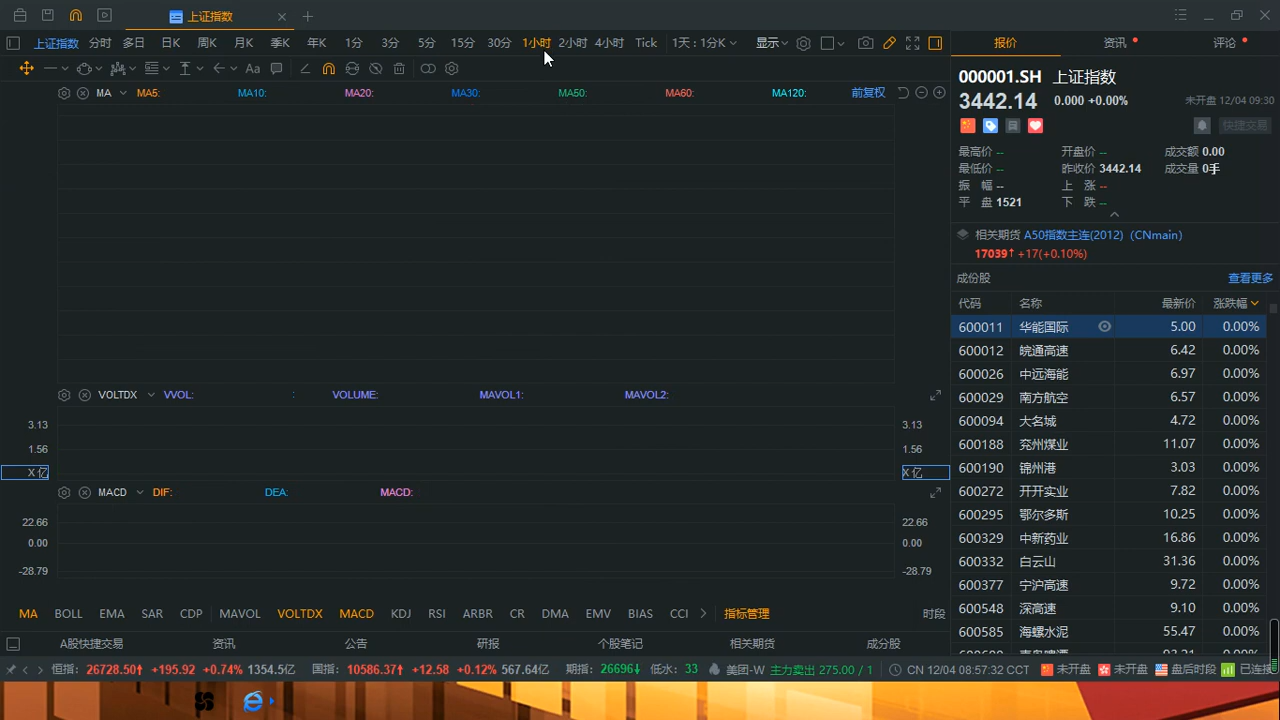 上证指数
上证指数 分时 多日 日K 周K 月K 季K 年K 1分 3分 5分 15分 30分 1小时 2小时 4小时 Tick 1天 : 1分K 显示
报价 资讯 评论
Aa
MA MA5: MA10: MA20: MA30: MA50: MA60: MA120: 前复权
000001.SH 上证指数
3442.14 0.000 +0.00% 未开盘 12/04 09:30
快捷交易
最高价 -- 开盘价 -- 成交额 0.00
最低价 -- 昨收价 3442.14 成交量 0手
振 幅 -- 上 涨 --
平 盘 1521 下 跌 --
相关期货 A50指数主连(2012) (CNmain)
17039↑ +17(+0.10%)
成份股 查看更多
代码 名称 最新价 涨跌幅
600011 华能国际 5.00 0.00%
600012 皖通高速 6.42 0.00%
600026 中远海能 6.97 0.00%
600029 南方航空 6.57 0.00%
600094 大名城 4.72 0.00%
600188 兖州煤业 11.07 0.00%
600190 锦州港 3.03 0.00%
600272 开开实业 7.82 0.00%
600295 鄂尔多斯 10.25 0.00%
600329 中新药业 16.86 0.00%
600332 白云山 31.36 0.00%
600377 宁沪高速 9.72 0.00%
600548 深高速 9.10 0.00%
600585 海螺水泥 55.47 0.00%
VOLTDX VVOL: : VOLUME: MAVOL1: MAVOL2:
3.13 3.13
1.56 1.56
X 亿 X 亿
MACD DIF: DEA: MACD:
22.66 22.66
0.00 0.00
-28.79 -28.79
MA BOLL EMA SAR CDP MAVOL VOLTDX MACD KDJ RSI ARBR CR DMA EMV BIAS CCI 指标管理 时段
A股快捷交易 资讯 公告 研报 个股笔记 相关期货 成分股
恒指: 26728.50↑ +195.92 +0.74% 1354.5亿 国指: 10586.37↑ +12.58 +0.12% 567.64亿 期指: 26696↓ 低水: 33 美团-W 主力卖出 275.00 / 1 CN 12/04 08:57:32 CCT 未开盘 未开盘 盘后时段 已连接